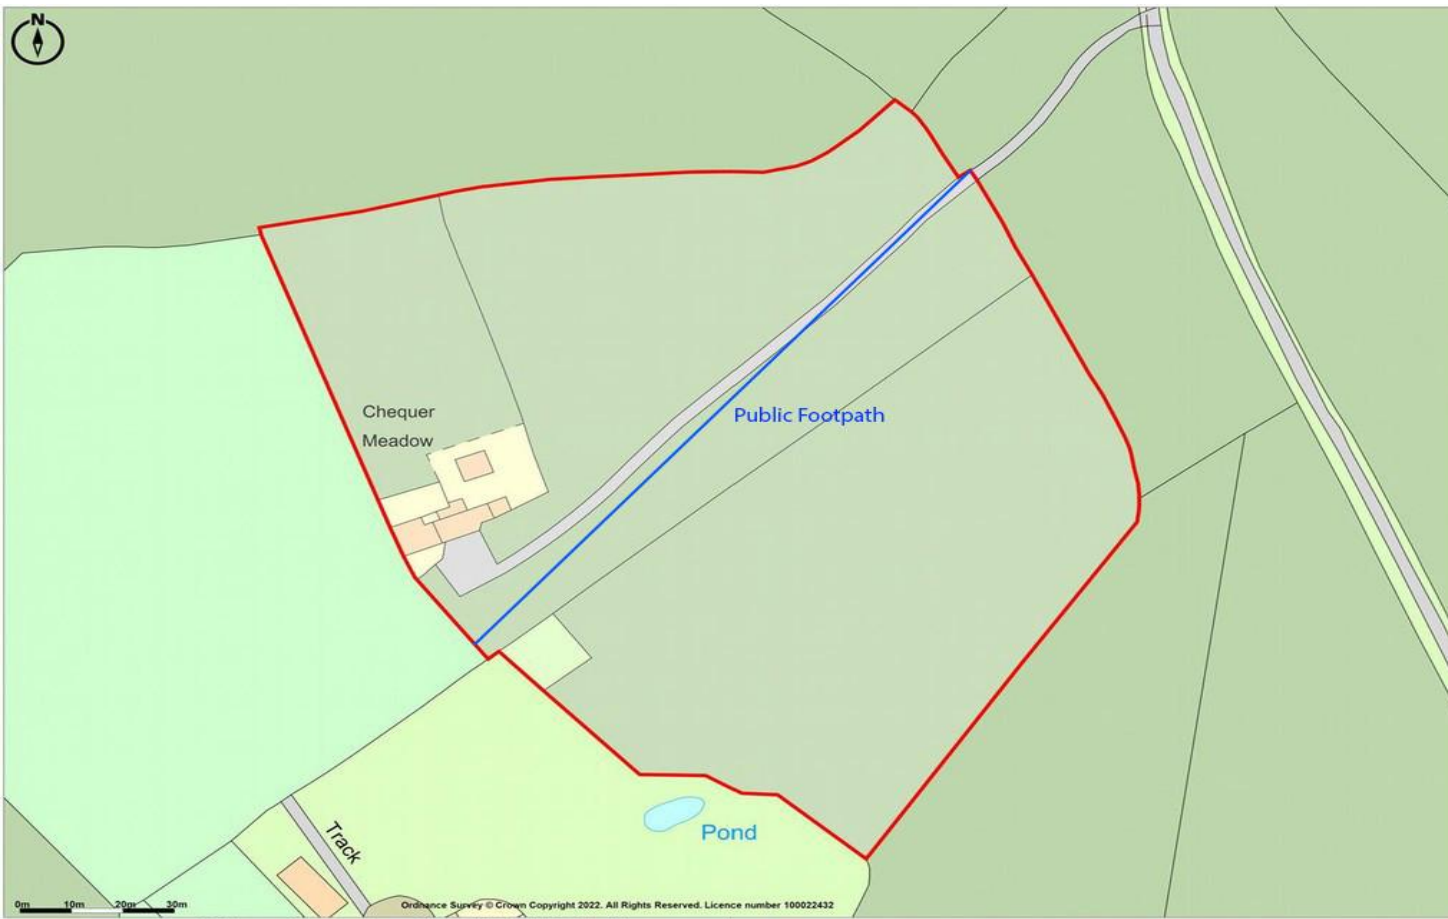 N
Chequer
Meadow
Public Footpath
Pond
Track
0m 10m 20m 30m
Ordnance Survey © Crown Copyright 2022. All Rights Reserved. Licence number 100022432